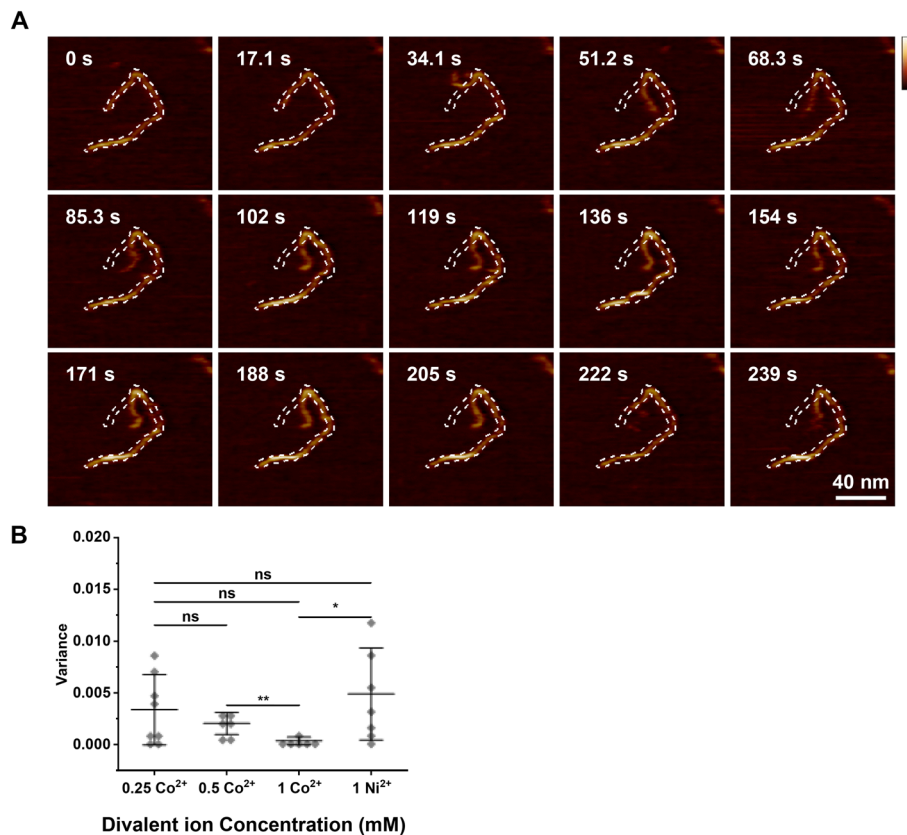 A
0 s
17.1 s
34.1 s
51.2 s
68.3 s
85.3 s
102 s
119 s
136 s
154 s
171 s
188 s
205 s
222 s
239 s
40 nm
B
0.020
0.015
0.010
0.005
0.000
Variance
ns
ns
*
ns
**
0.25 Co²⁺
0.5 Co²⁺
1 Co²⁺
1 Ni²⁺
Divalent ion Concentration (mM)